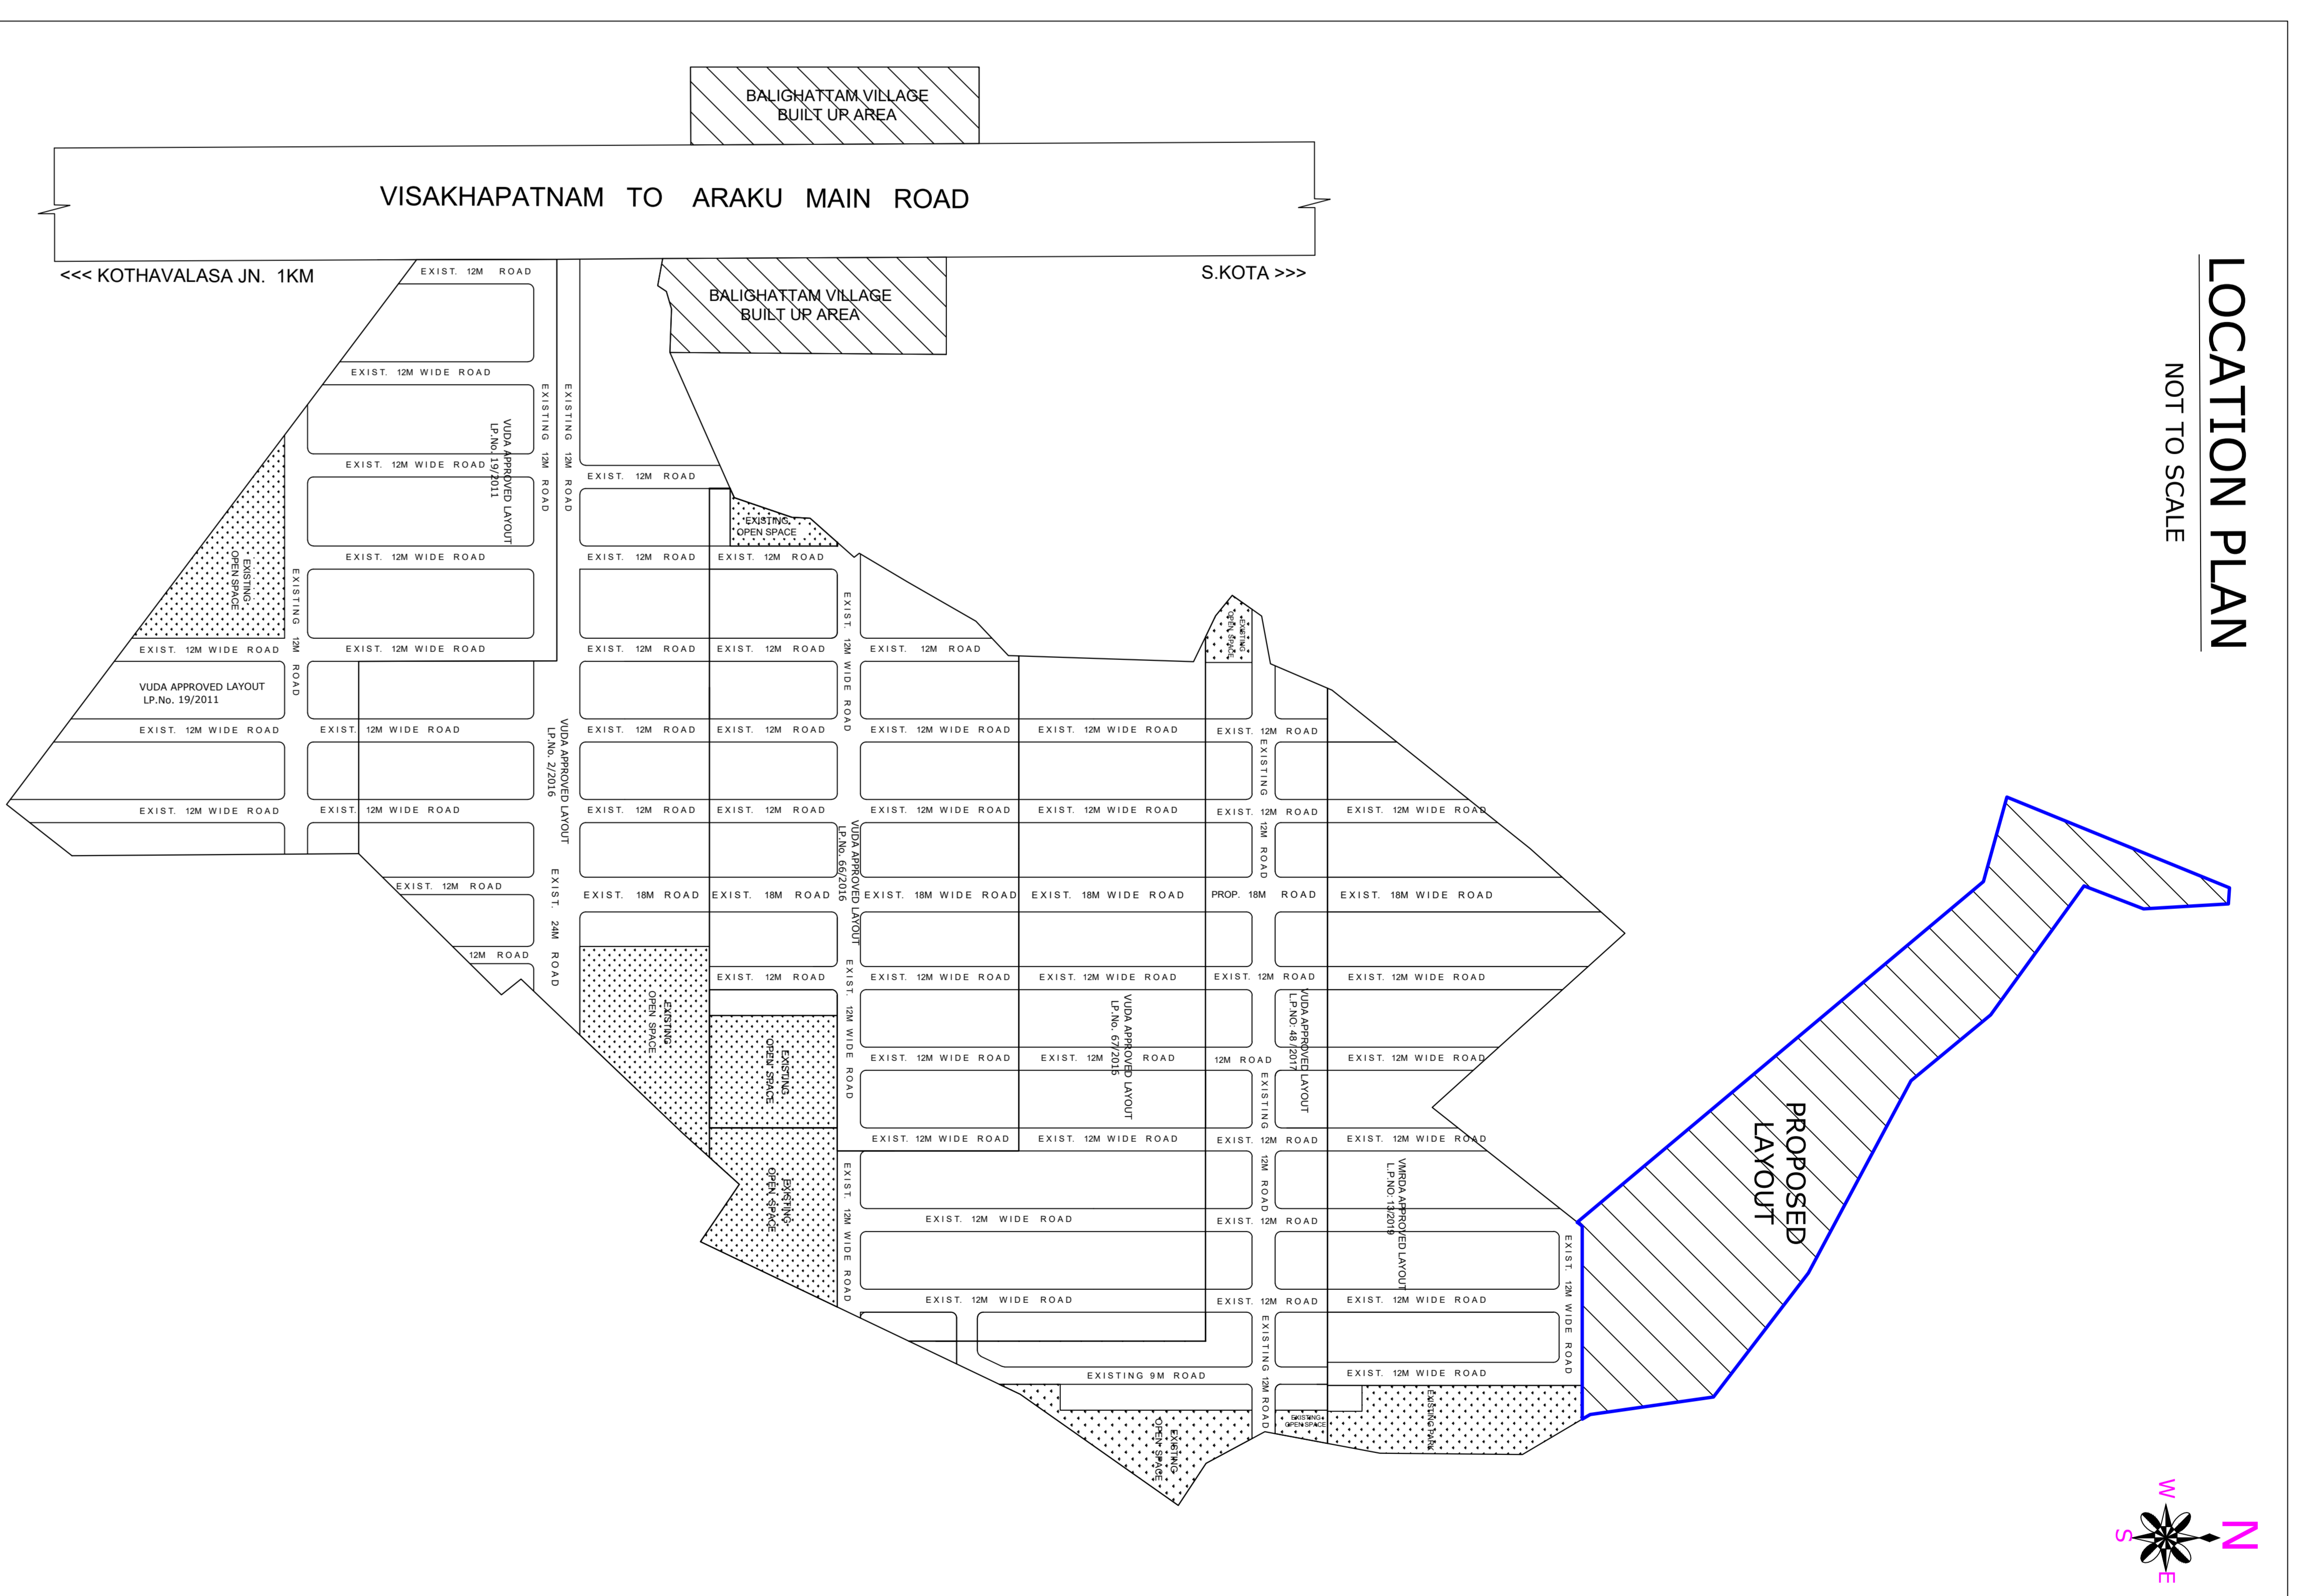 LOCATION PLAN
NOT TO SCALE
BALIGHATTAM VILLAGE
BUILT UP AREA
VISAKHAPATNAM TO ARAKU MAIN ROAD
<<< KOTHAVALASA JN. 1KM
S.KOTA >>>
BALIGHATTAM VILLAGE
BUILT UP AREA
EXIST. 12M ROAD
EXIST. 12M WIDE ROAD
EXISTING 12M ROAD
EXISTING 12M ROAD
VUDA APPROVED LAYOUT
LP.No. 19/2011
EXIST. 12M WIDE ROAD
EXIST. 12M ROAD
EXISTING
OPEN SPACE
EXIST. 12M WIDE ROAD
EXIST. 12M ROAD
EXIST. 12M ROAD
EXISTING
OPEN SPACE
EXISTING 12M ROAD
EXIST. 12M WIDE ROAD
EXISTING
OPEN SPACE
EXIST. 12M WIDE ROAD
EXIST. 12M WIDE ROAD
EXIST. 12M ROAD
EXIST. 12M ROAD
EXIST. 12M ROAD
VUDA APPROVED LAYOUT
LP.No. 19/2011
EXIST. 12M WIDE ROAD
EXIST. 12M WIDE ROAD
VUDA APPROVED LAYOUT
LP.No. 2/2016
EXIST. 12M ROAD
EXIST. 12M ROAD
EXIST. 12M WIDE ROAD
EXIST. 12M WIDE ROAD
EXIST. 12M ROAD
EXISTING 12M ROAD
EXIST. 12M WIDE ROAD
EXIST. 12M WIDE ROAD
EXIST. 12M ROAD
EXIST. 12M ROAD
EXIST. 12M WIDE ROAD
EXIST. 12M WIDE ROAD
EXIST. 12M ROAD
EXIST. 12M WIDE ROAD
VUDA APPROVED LAYOUT
LP.No. 66/2016
EXIST. 12M ROAD
EXIST. 24M ROAD
EXIST. 18M ROAD
EXIST. 18M ROAD
EXIST. 18M WIDE ROAD
EXIST. 18M WIDE ROAD
PROP. 18M ROAD
EXIST. 18M WIDE ROAD
12M ROAD
EXIST. 12M ROAD
EXIST. 12M WIDE ROAD
EXIST. 12M WIDE ROAD
EXIST. 12M WIDE ROAD
EXIST. 12M ROAD
EXIST. 12M WIDE ROAD
EXISTING
OPEN SPACE
EXISTING
OPEN SPACE
VUDA APPROVED LAYOUT
LP.No. 67/2015
VUDA APPROVED LAYOUT
L.P.NO: 48 /2017
EXIST. 12M WIDE ROAD
EXIST. 12M ROAD
12M ROAD
EXIST. 12M WIDE ROAD
EXISTING 12M ROAD
EXIST. 12M WIDE ROAD
EXIST. 12M WIDE ROAD
EXIST. 12M ROAD
EXIST. 12M WIDE ROAD
PROPOSED
LAYOUT
EXISTING
OPEN SPACE
EXIST. 12M WIDE ROAD
VMRDA APPROVED LAYOUT
L.P.NO: 13/2019
EXIST. 12M WIDE ROAD
EXIST. 12M ROAD
EXIST. 12M WIDE ROAD
EXIST. 12M WIDE ROAD
EXIST. 12M ROAD
EXIST. 12M WIDE ROAD
EXISTING 12M ROAD
EXISTING 9M ROAD
EXIST. 12M WIDE ROAD
EXISTING
OPEN SPACE
EXISTING
OPEN SPACE
EXISTING PARK
N
W
S
E